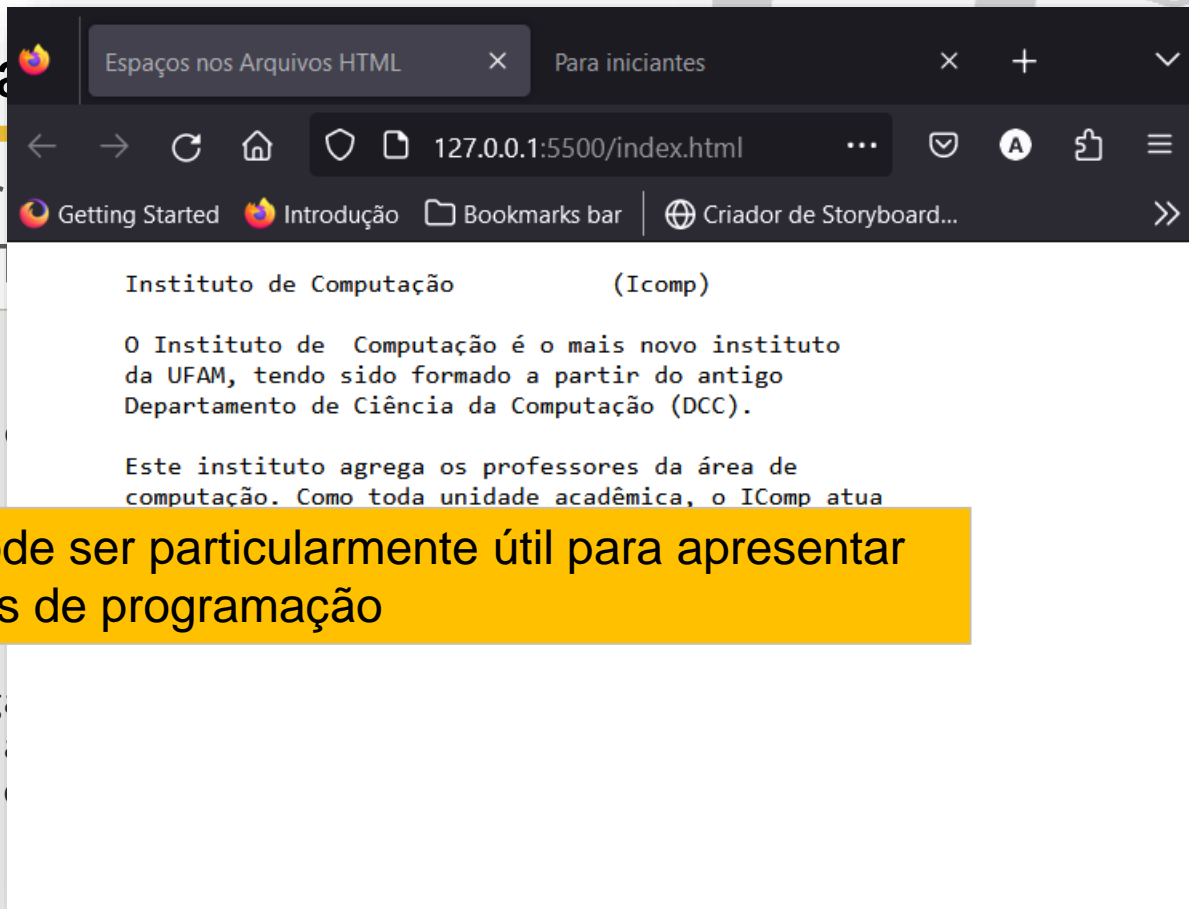 Espaços nos Arquivos HTML
Para iniciantes
127.0.0.1:5500/index.html
A
Getting Started
Introdução
Bookmarks bar
Criador de Storyboard...
Instituto de Computação (Icomp)
O Instituto de Computação é o mais novo instituto
da UFAM, tendo sido formado a partir do antigo
Departamento de Ciência da Computação (DCC).
Este instituto agrega os professores da área de
computação. Como toda unidade acadêmica, o IComp atua
ser particularmente útil para apresentar
de programação